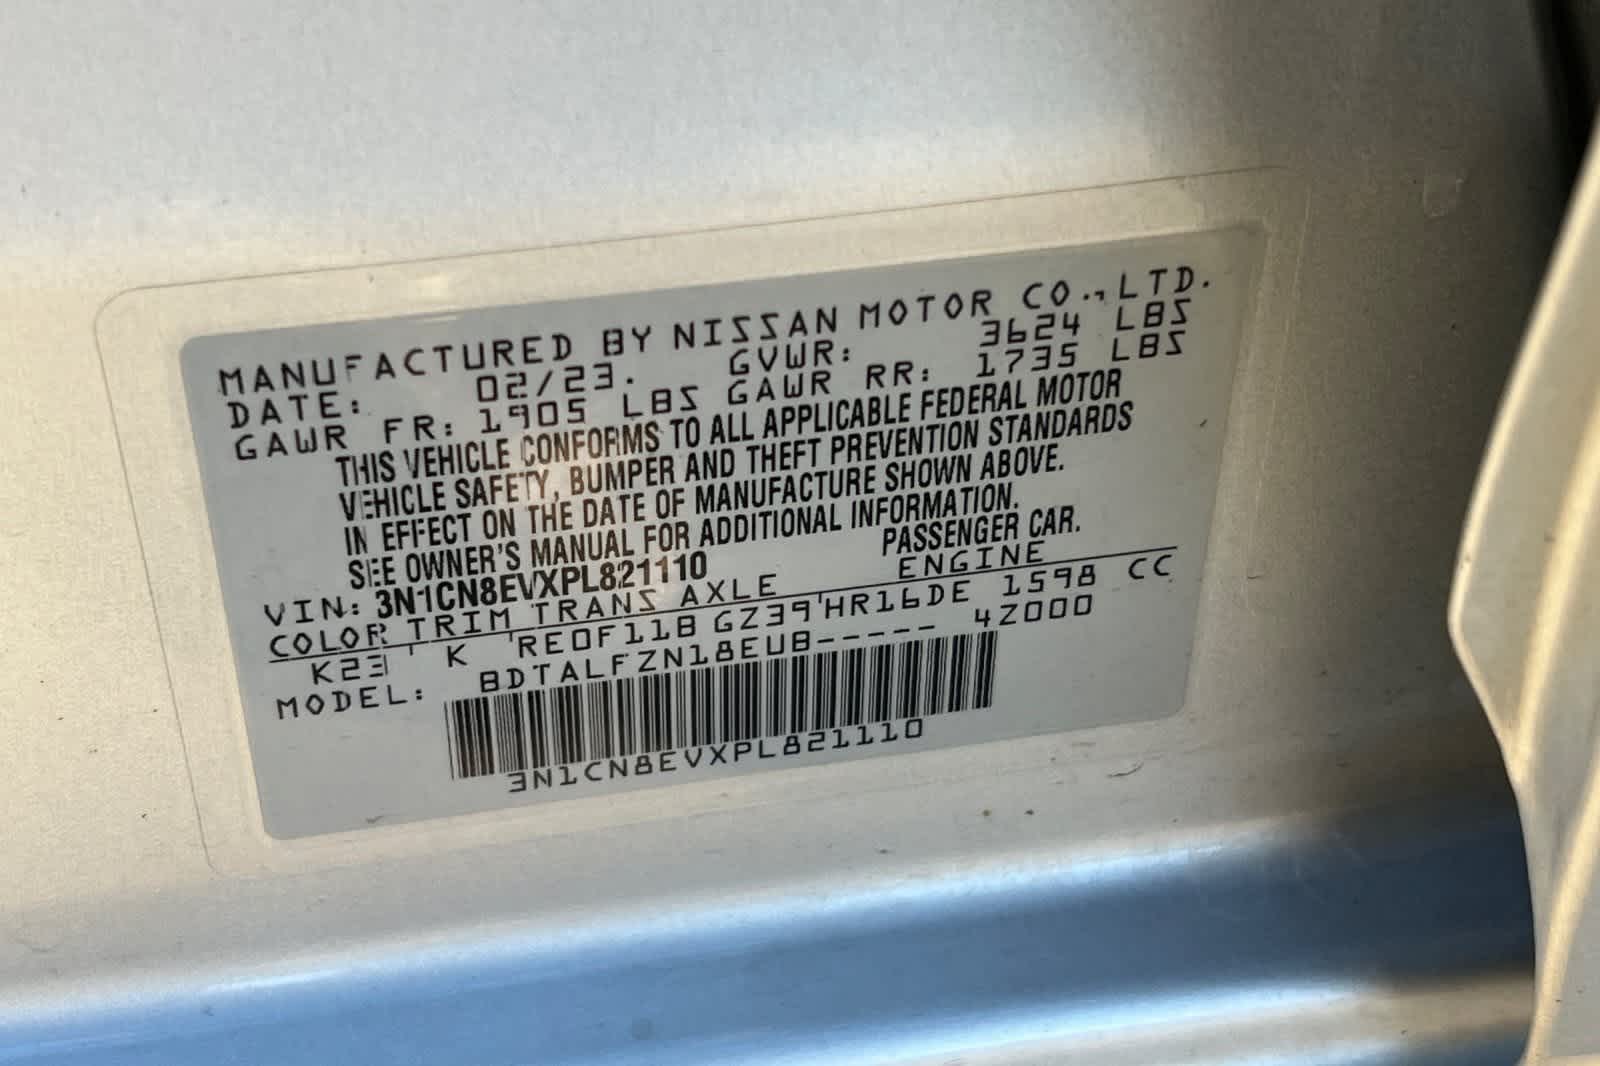 MANUFACTURED BY NISSAN MOTOR CO.,LTD.
DATE: 02/23. GVWR: 3624 LBS
GAWR FR: 1905 LBS GAWR RR: 1735 LBS
THIS VEHICLE CONFORMS TO ALL APPLICABLE FEDERAL MOTOR
VEHICLE SAFETY, BUMPER AND THEFT PREVENTION STANDARDS
IN EFFECT ON THE DATE OF MANUFACTURE SHOWN ABOVE.
SEE OWNER'S MANUAL FOR ADDITIONAL INFORMATION.
VIN: 3N1CN8EVXPL821110 PASSENGER CAR.
COLOR TRIM TRANS AXLE ENGINE
K23 K RE0F11B GZ39 HR16DE 1598 CC
MODEL: BDTALFZN18EUB----- 4Z000
3N1CN8EVXPL821110